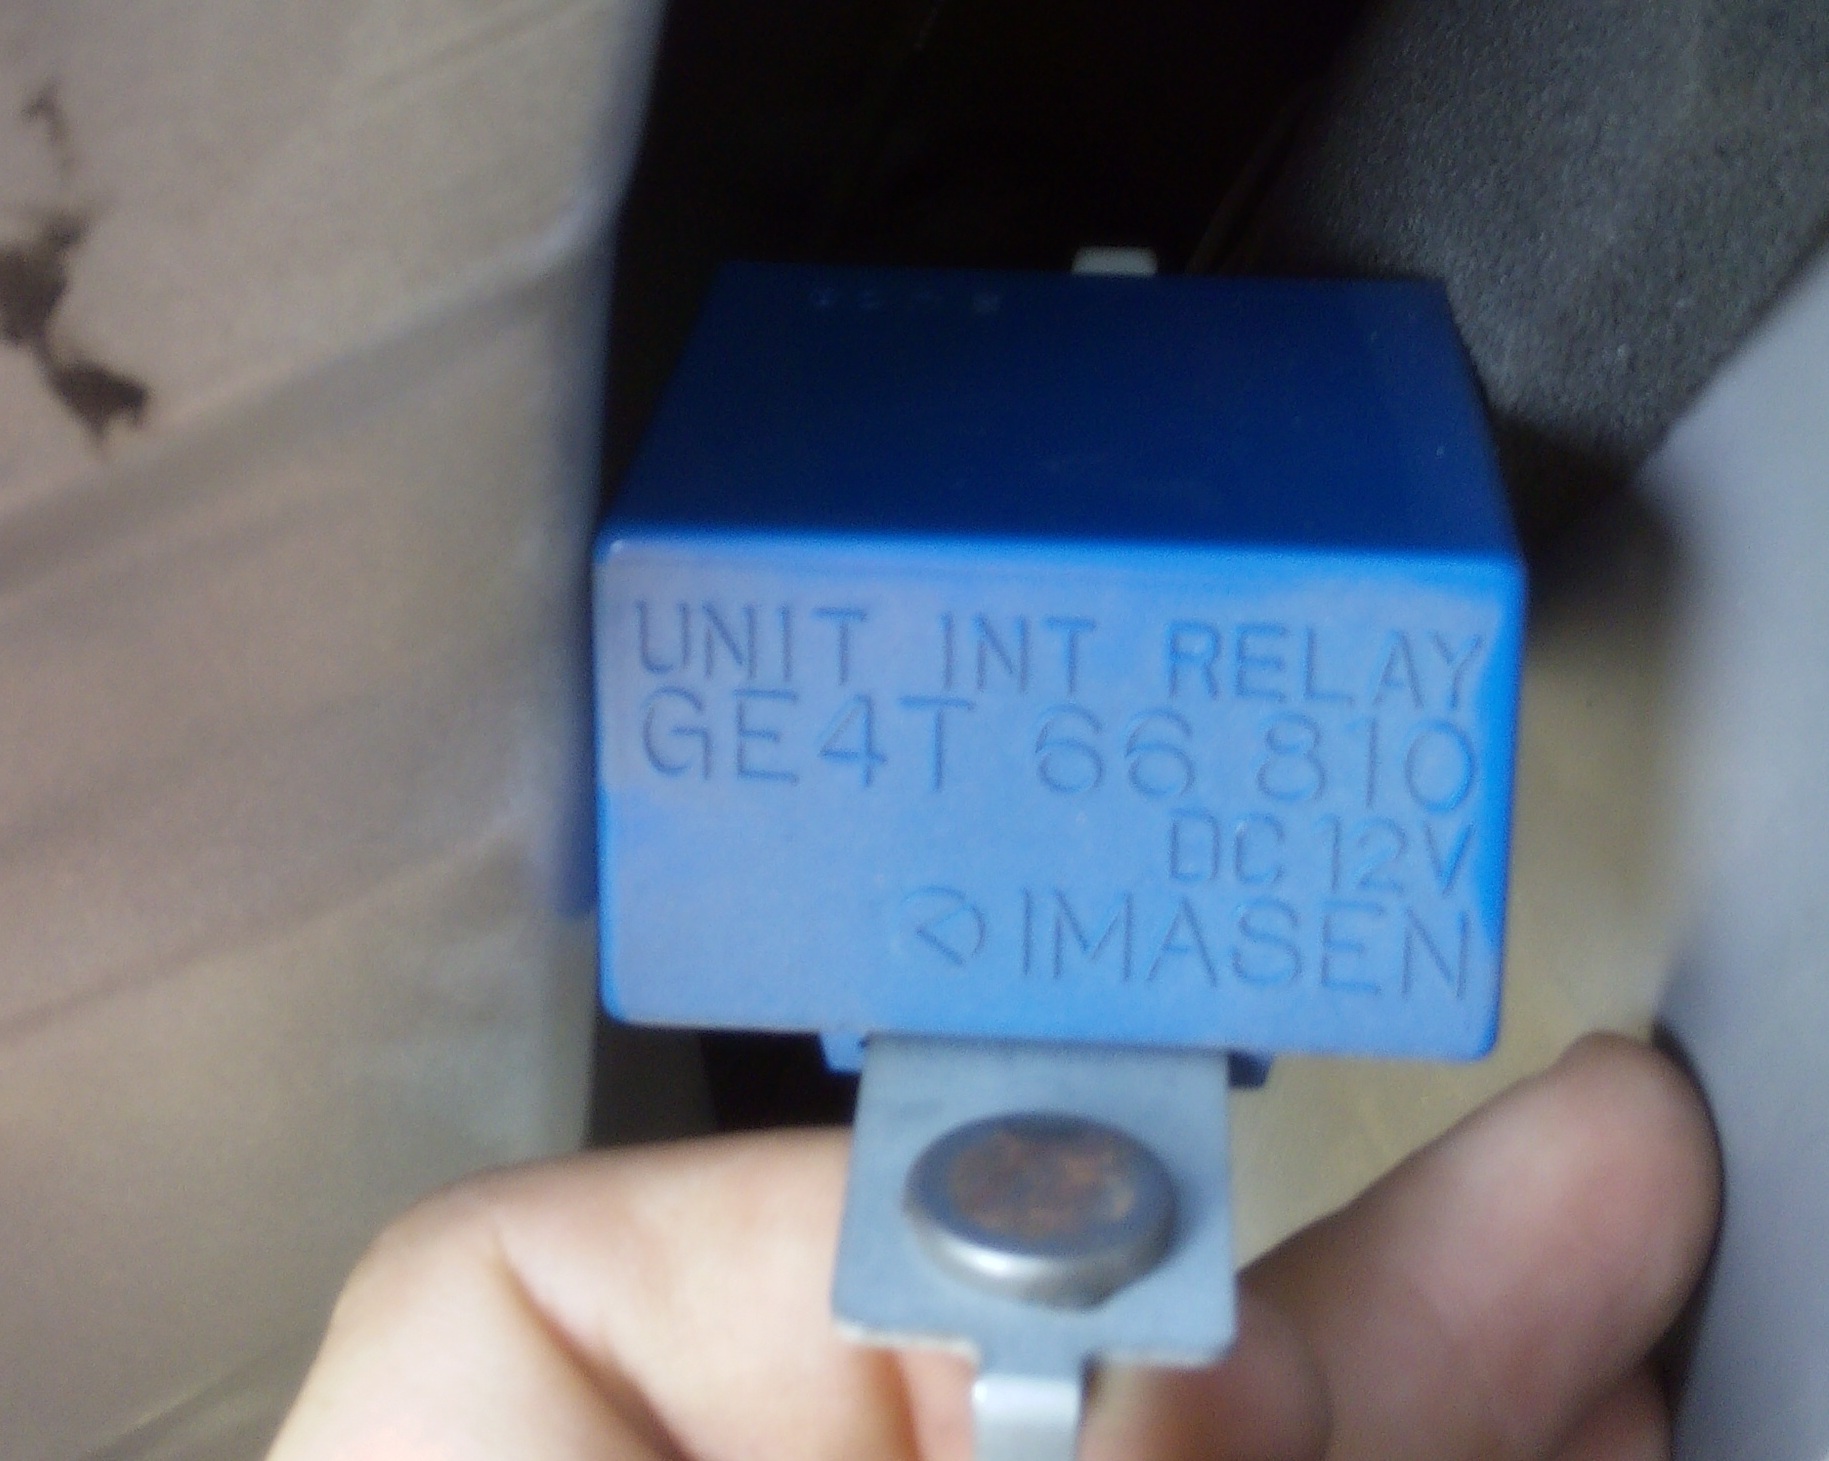 UNIT INT RELAY
GE4T 66 810
DC 12V
IMASEN